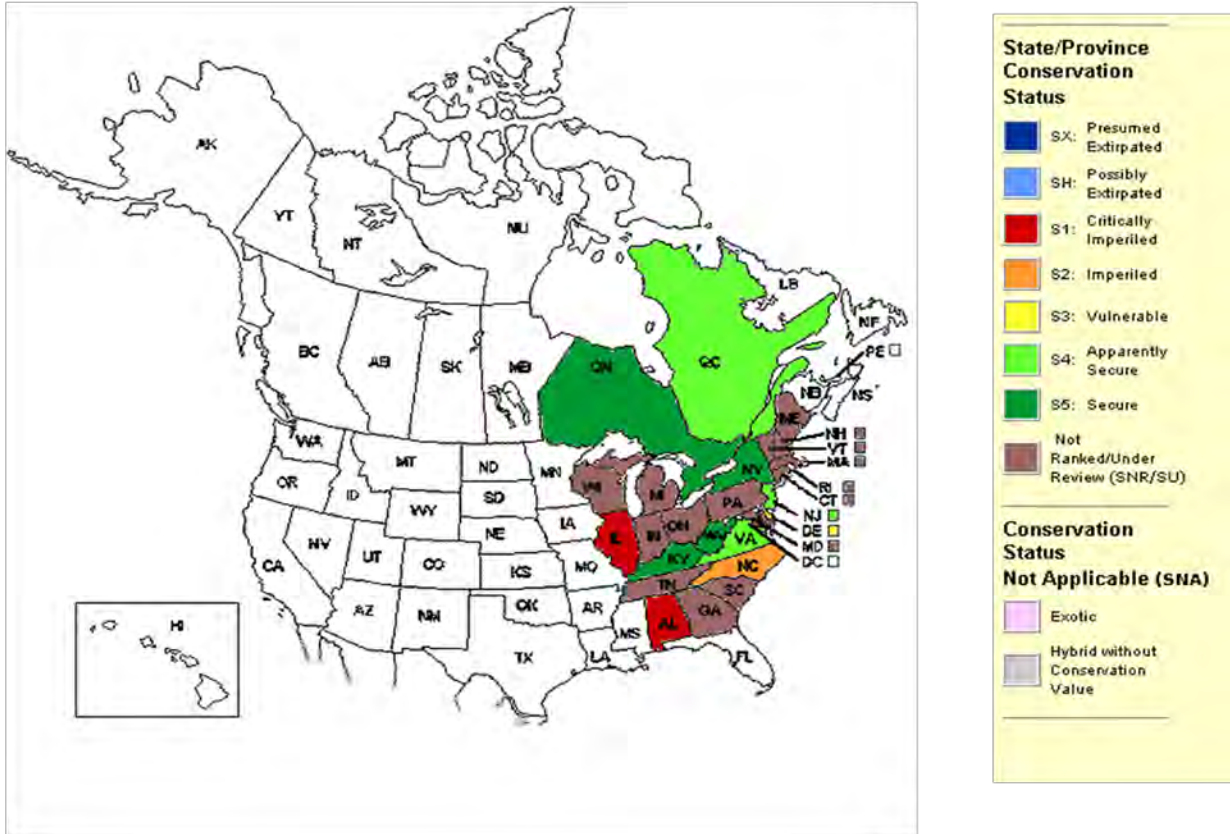 AK
YT
NT
NU
BC
AB
SK
MB
ON
QC
LB
NF
PE
NB
NS
WA
OR
ID
MT
ND
MN
SD
WY
NE
IA
NV
UT
CO
CA
KS
MO
AZ
NM
OK
AR
TX
LA
MS
AL
GA
FL
SC
NC
TN
KY
WV
VA
IL
IN
OH
PA
MI
WI
NY
ME
NH
VT
MA
RI
CT
NJ
DE
MD
DC
HI
State/Province
Conservation
Status
SX: Presumed
Extirpated
SH: Possibly
Extirpated
S1: Critically
Imperiled
S2: Imperiled
S3: Vulnerable
S4: Apparently
Secure
S5: Secure
Not
Ranked/Under
Review (SNR/SU)
Conservation
Status
Not Applicable (SNA)
Exotic
Hybrid without
Conservation
Value